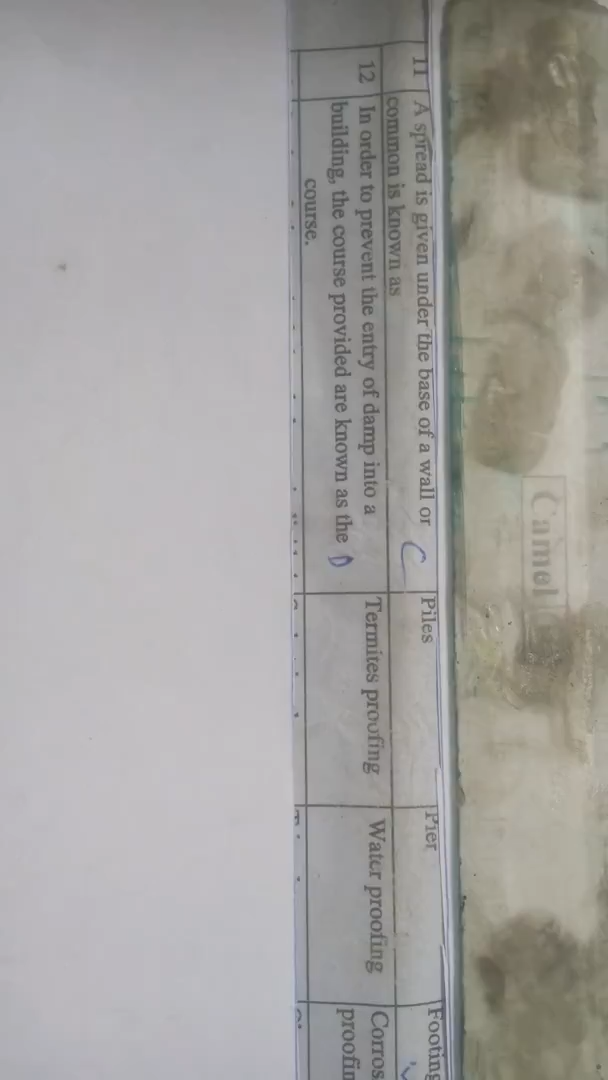 11 A spread is given under the base of a wall or
common is known as
C
Piles
Pier
Footing
12 In order to prevent the entry of damp into a
building, the course provided are known as the
course.
D
Termites proofing
Water proofing
Corros
proofin
Camel